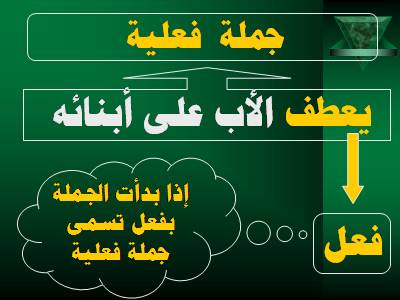 جملة فعلية
يعطف الأب على أبنائه
إذا بدأت الجملة
بفعل تسمى
جملة فعلية
فعل